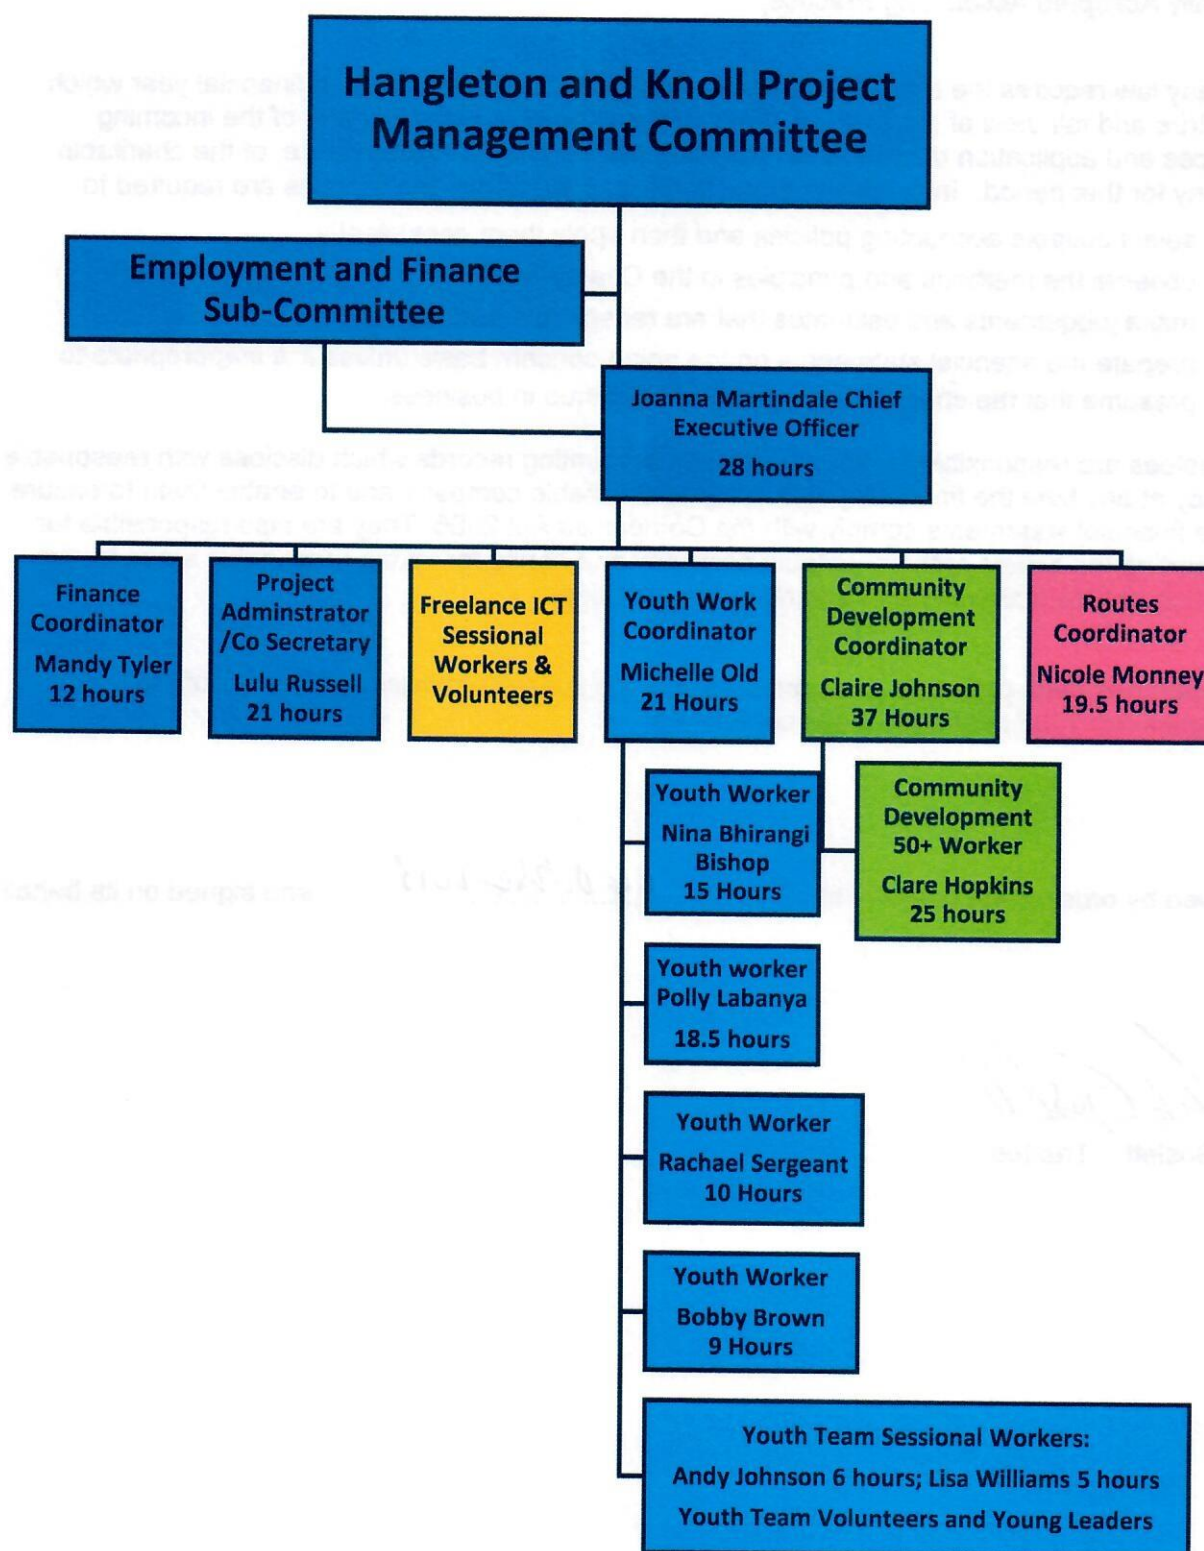 Hangleton and Knoll Project
Management Committee
Employment and Finance
Sub-Committee
Joanna Martindale Chief
Executive Officer
28 hours
Finance
Coordinator
Mandy Tyler
12 hours
Project
Adminstrator
/Co Secretary
Lulu Russell
21 hours
Freelance ICT
Sessional
Workers &
Volunteers
Youth Work
Coordinator
Michelle Old
21 Hours
Community
Development
Coordinator
Claire Johnson
37 Hours
Routes
Coordinator
Nicole Monney
19.5 hours
Youth Worker
Nina Bhirangi
Bishop
15 Hours
Community
Development
50+ Worker
Clare Hopkins
25 hours
Youth worker
Polly Labanya
18.5 hours
Youth Worker
Rachael Sergeant
10 Hours
Youth Worker
Bobby Brown
9 Hours
Youth Team Sessional Workers:
Andy Johnson 6 hours; Lisa Williams 5 hours
Youth Team Volunteers and Young Leaders